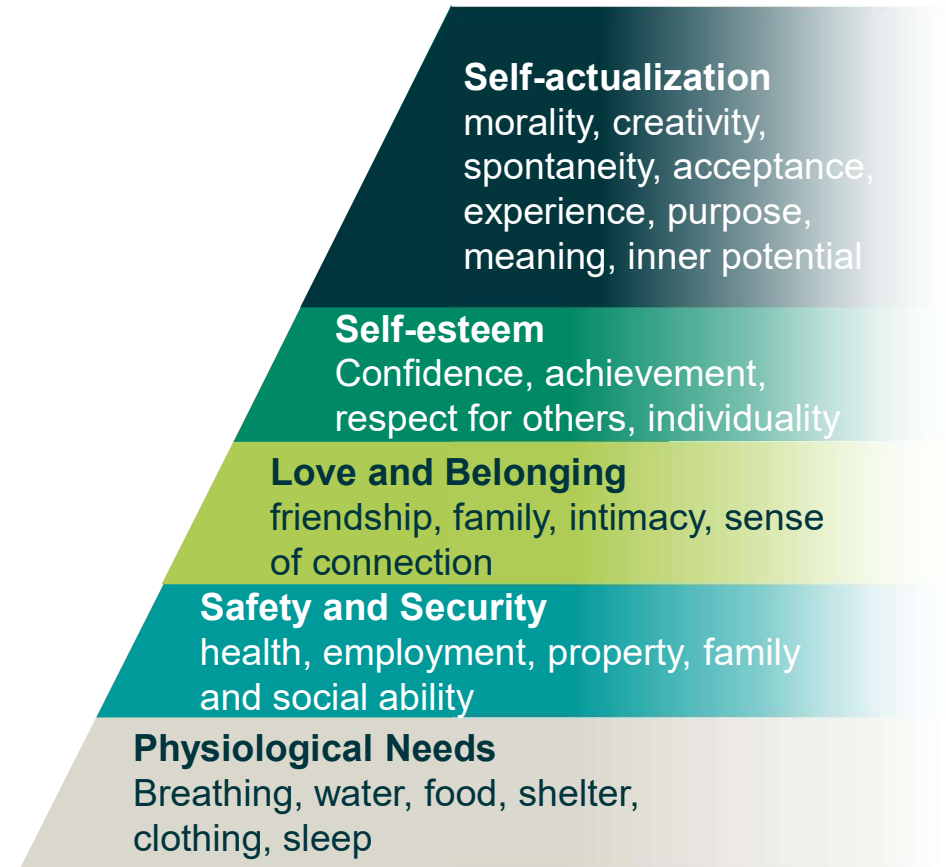 Self-actualization
morality, creativity,
spontaneity, acceptance,
experience, purpose,
meaning, inner potential
Self-esteem
Confidence, achievement,
respect for others, individuality
Love and Belonging
friendship, family, intimacy, sense
of connection
Safety and Security
health, employment, property, family
and social ability
Physiological Needs
Breathing, water, food, shelter,
clothing, sleep